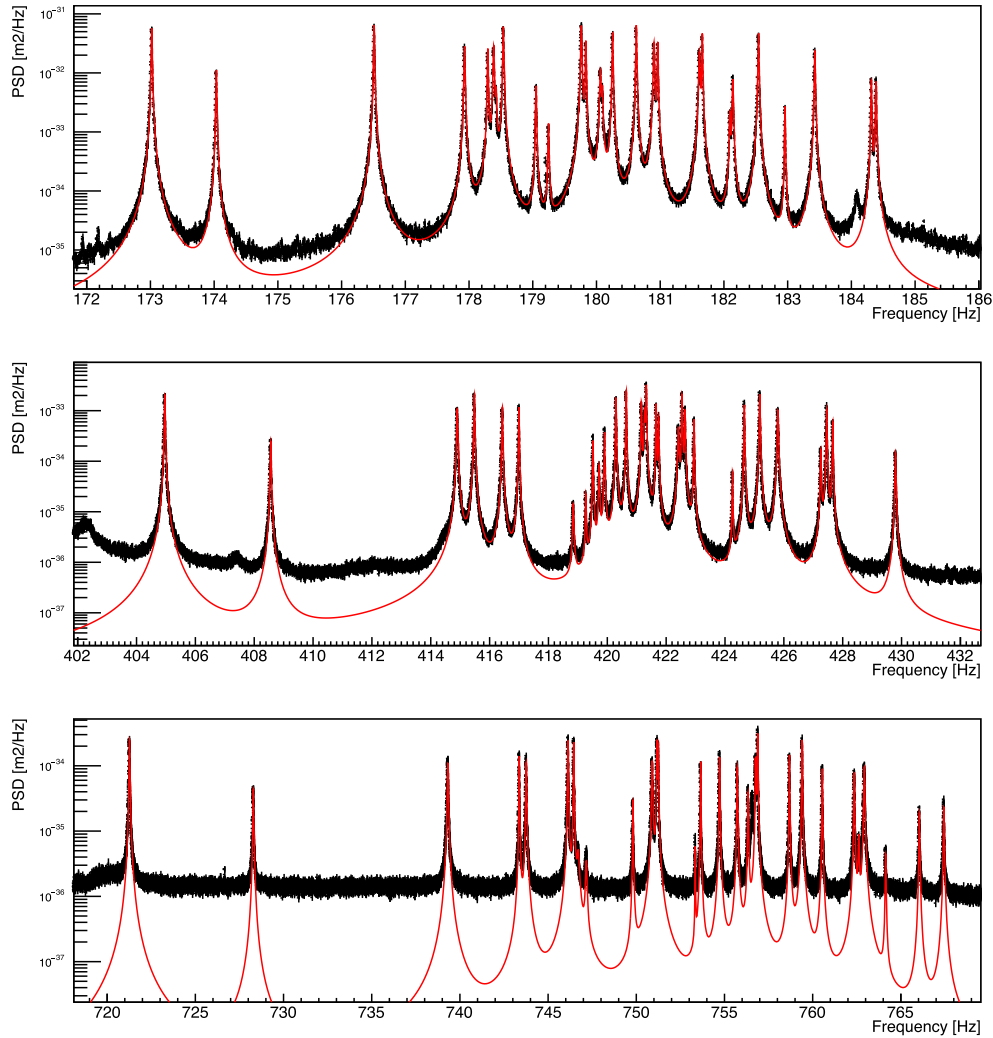 PSD [m2/Hz]
10-31
10-32
10-33
10-34
10-35
172 173 174 175 176 177 178 179 180 181 182 183 184 185 186
Frequency [Hz]
PSD [m2/Hz]
10-33
10-34
10-35
10-36
10-37
402 404 406 408 410 412 414 416 418 420 422 424 426 428 430 432
Frequency [Hz]
PSD [m2/Hz]
10-34
10-35
10-36
10-37
720 725 730 735 740 745 750 755 760 765
Frequency [Hz]